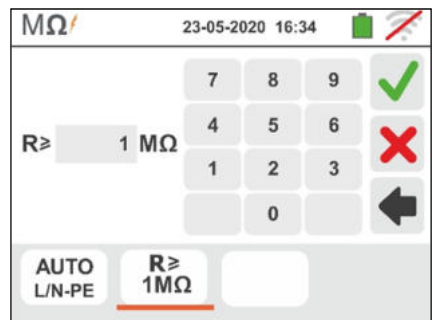 MΩ 23-05-2020 16:34
7 8 9
4 5 6
R≥ 1 MΩ
1 2 3
0
AUTO R≥
L/N-PE 1MΩ